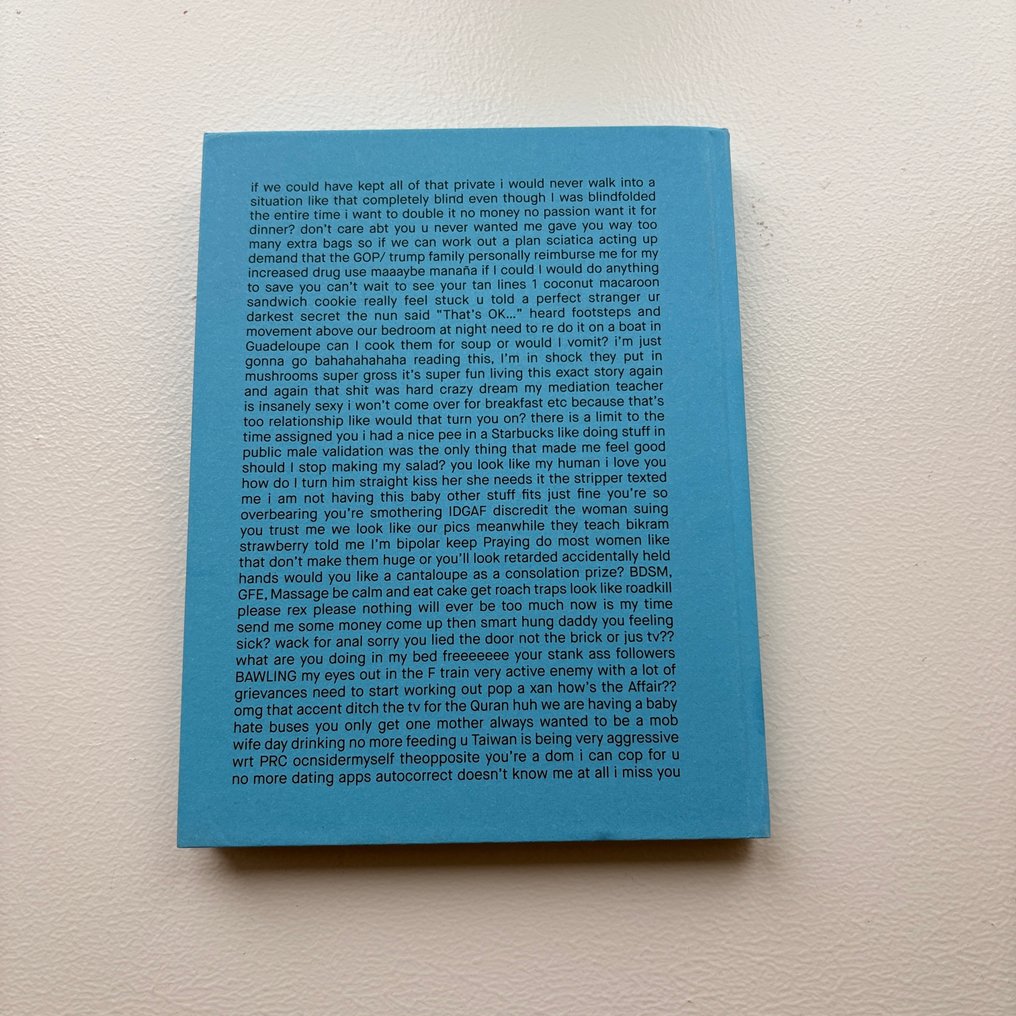 if we could have kept all of that private i would never walk into a
situation like that completely blind even though I was blindfolded
the entire time i want to double it no money no passion want it for
dinner? don't care abt you u never wanted me gave you way too
many extra bags so if we can work out a plan sciatica acting up
demand that the GOP/ trump family personally reimburse me for my
increased drug use maaaybe manaña if I could I would do anything
to save you can't wait to see your tan lines 1 coconut macaroon
sandwich cookie really feel stuck u told a perfect stranger ur
darkest secret the nun said "That's OK..." heard footsteps and
movement above our bedroom at night need to re do it on a boat in
Guadeloupe can I cook them for soup or would I vomit? i'm just
gonna go bahahahahaha reading this, I'm in shock they put in
mushrooms super gross it's super fun living this exact story again
and again that shit was hard crazy dream my mediation teacher
is insanely sexy i won't come over for breakfast etc because that's
too relationship like would that turn you on? there is a limit to the
time assigned you i had a nice pee in a Starbucks like doing stuff in
public male validation was the only thing that made me feel good
should I stop making my salad? you look like my human i love you
how do I turn him straight kiss her she needs it the stripper texted
me i am not having this baby other stuff fits just fine you're so
overbearing you're smothering IDGAF discredit the woman suing
you trust me we look like our pics meanwhile they teach bikram
strawberry told me I'm bipolar keep Praying do most women like
that don't make them huge or you'll look retarded accidentally held
hands would you like a cantaloupe as a consolation prize? BDSM,
GFE, Massage be calm and eat cake get roach traps look like roadkill
please rex please nothing will ever be too much now is my time
send me some money come up then smart hung daddy you feeling
sick? wack for anal sorry you lied the door not the brick or jus tv??
what are you doing in my bed freeeeeee your stank ass followers
BAWLING my eyes out in the F train very active enemy with a lot of
grievances need to start working out pop a xan how's the Affair??
omg that accent ditch the tv for the Quran huh we are having a baby
hate buses you only get one mother always wanted to be a mob
wife day drinking no more feeding u Taiwan is being very aggressive
wrt PRC ocnsidermyself theopposite you're a dom i can cop for u
no more dating apps autocorrect doesn't know me at all i miss you